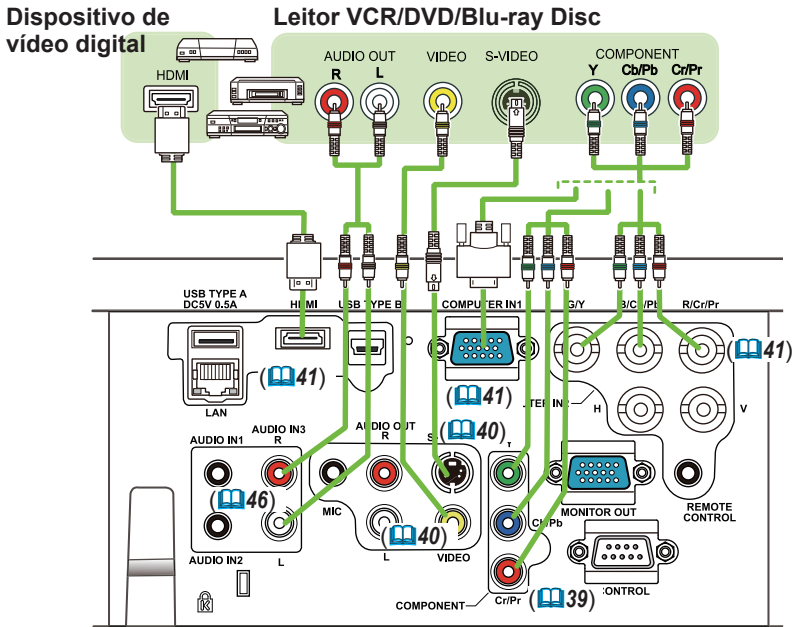 Dispositivo de
vídeo digital
Leitor VCR/DVD/Blu-ray Disc
HDMI
AUDIO OUT
R L
VIDEO
S-VIDEO
COMPONENT
Y Cb/Pb Cr/Pr
USB TYPE A
DC5V 0.5A
HDMI
USB TYPE B
COMPUTER IN1
G/Y
B/Cb/Pb
R/Cr/Pr
(41)
(41)
(41)
LAN
H
V
(40)
AUDIO IN1
AUDIO IN3
R
AUDIO OUT
R
Y
(46)
MIC
MONITOR OUT
REMOTE
CONTROL
Cb/Pb
(40)
AUDIO IN2
L
L
VIDEO
COMPONENT
Cr/Pr
(39)
K